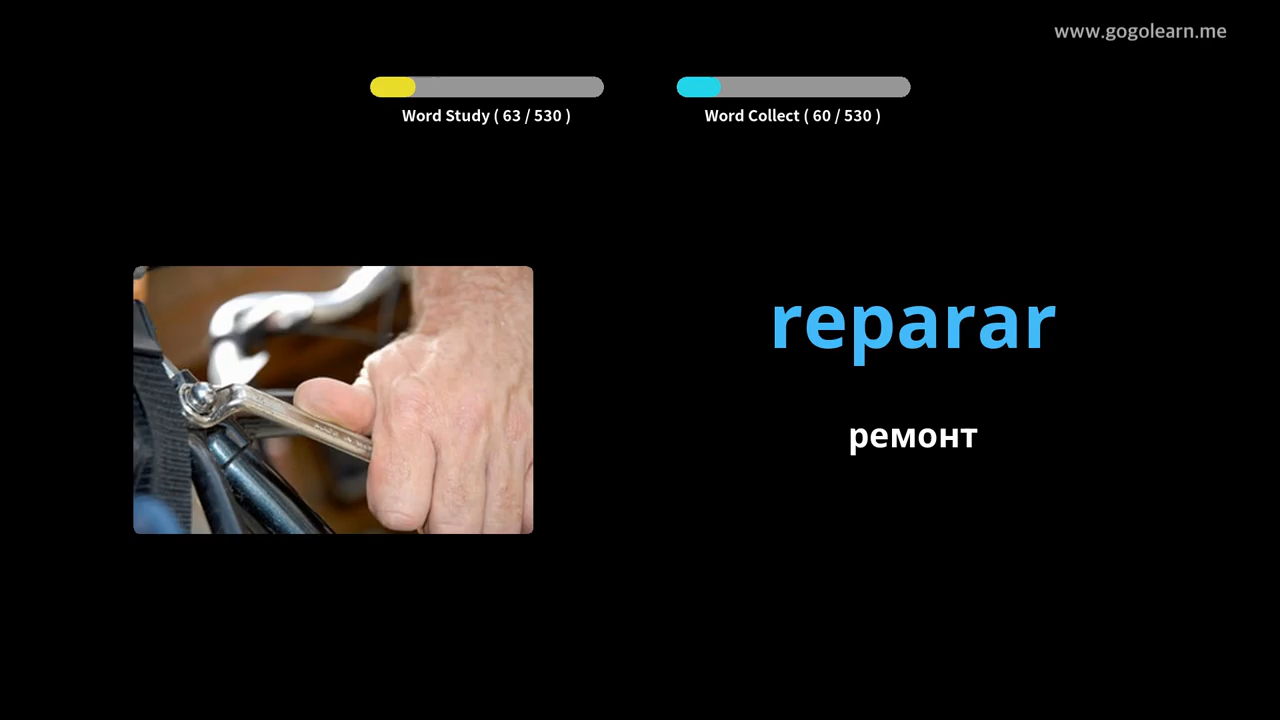 www.gogolearn.me
Word Study ( 63 / 530 )
Word Collect ( 60 / 530 )
reparar
ремонт